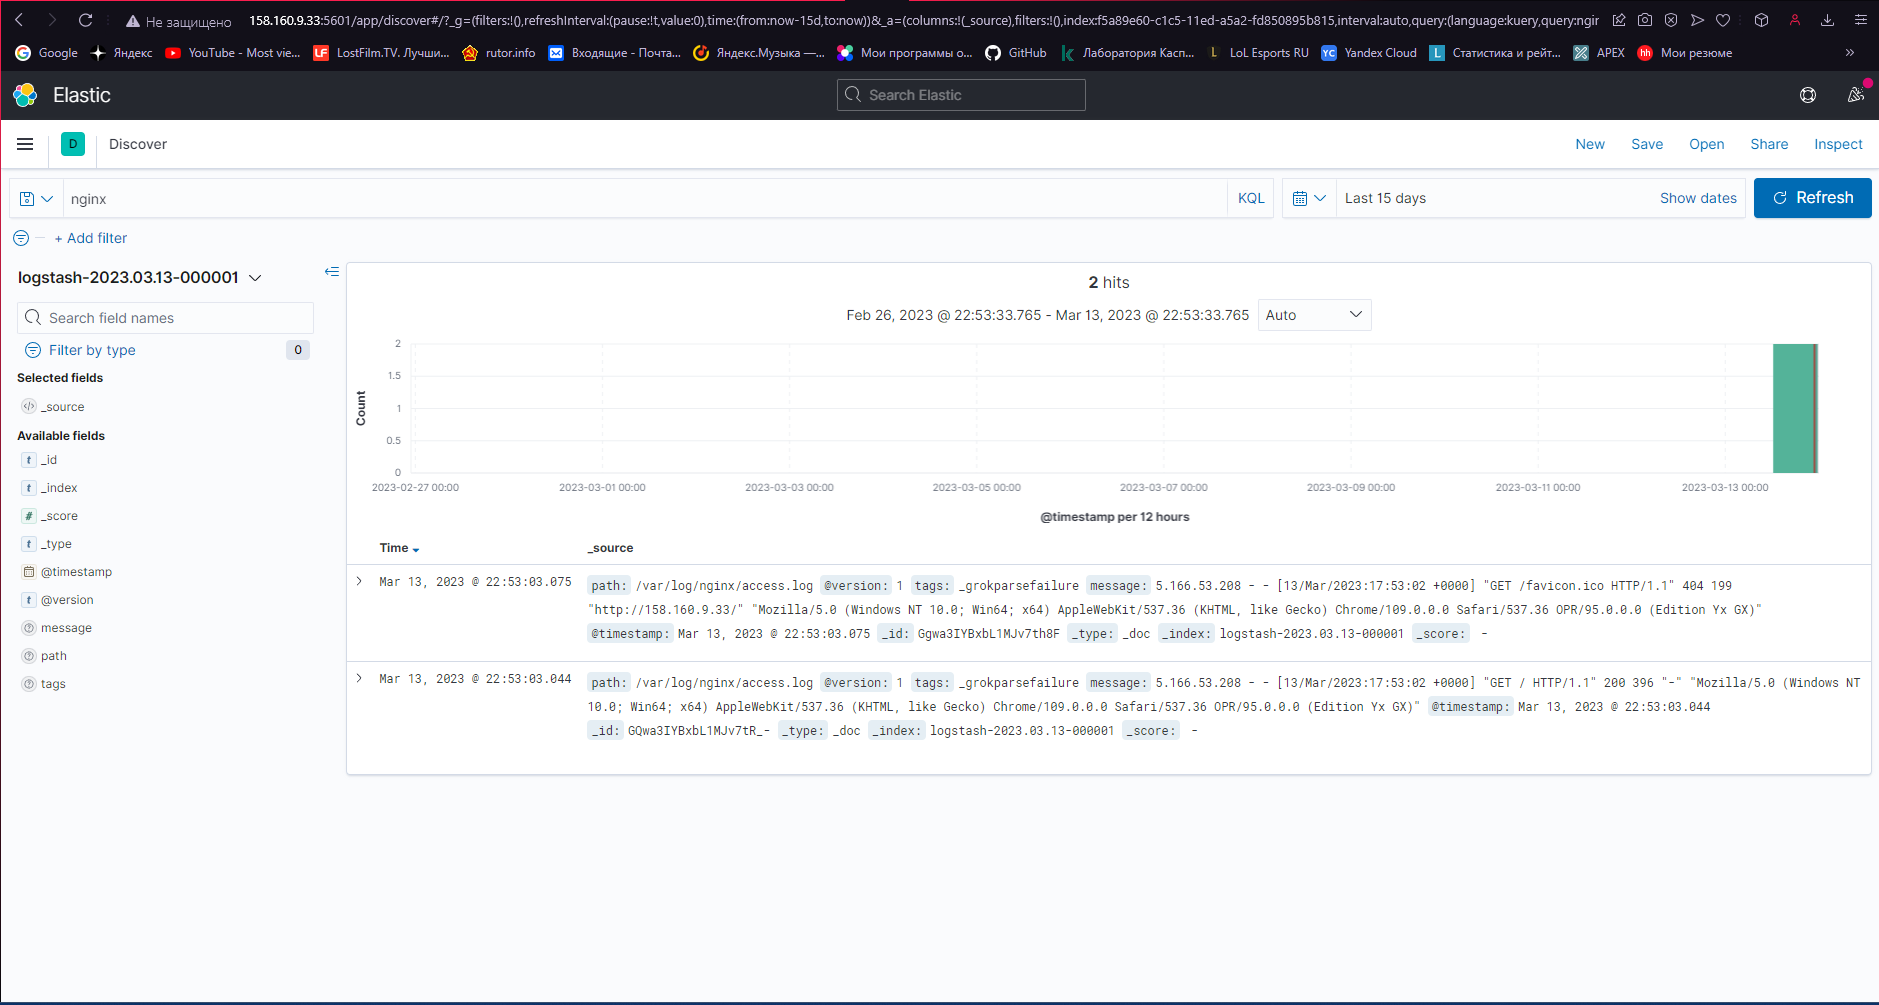 Не защищено 158.160.9.33:5601/app/discover#/?_g=(filters:!(),refreshInterval:(pause:!t,value:0),time:(from:now-15d,to:now))&_a=(columns:!(_source),filters:!(),index:f5a89e60-c1c5-11ed-a5a2-fd850895b815,interval:auto,query:(language:kuery,query:ngir
Google Яндекс YouTube - Most vie... LF LostFilm.TV. Лучши... rutor.info Входящие - Почта... Яндекс.Музыка —... Мои программы о... GitHub Лаборатория Касп... L LoL Esports RU YC Yandex Cloud L Статистика и рейт... APEX hh Мои резюме »
Elastic Search Elastic
D Discover New Save Open Share Inspect
nginx KQL Last 15 days Show dates Refresh
+ Add filter
logstash-2023.03.13-000001
Search field names
Filter by type 0
Selected fields
_source
Available fields
t _id
t _index
# _score
t _type
@timestamp
t @version
message
path
tags
2 hits
Feb 26, 2023 @ 22:53:33.765 - Mar 13, 2023 @ 22:53:33.765 Auto
Count
2
1.5
1
0.5
0
2023-02-27 00:00 2023-03-01 00:00 2023-03-03 00:00 2023-03-05 00:00 2023-03-07 00:00 2023-03-09 00:00 2023-03-11 00:00 2023-03-13 00:00
@timestamp per 12 hours
Time _source
Mar 13, 2023 @ 22:53:03.075 path: /var/log/nginx/access.log @version: 1 tags: _grokparsefailure message: 5.166.53.208 - - [13/Mar/2023:17:53:02 +0000] "GET /favicon.ico HTTP/1.1" 404 199
"http://158.160.9.33/" "Mozilla/5.0 (Windows NT 10.0; Win64; x64) AppleWebKit/537.36 (KHTML, like Gecko) Chrome/109.0.0.0 Safari/537.36 OPR/95.0.0.0 (Edition Yx GX)"
@timestamp: Mar 13, 2023 @ 22:53:03.075 _id: Ggwa3IYBxbL1MJv7th8F _type: _doc _index: logstash-2023.03.13-000001 _score: -
Mar 13, 2023 @ 22:53:03.044 path: /var/log/nginx/access.log @version: 1 tags: _grokparsefailure message: 5.166.53.208 - - [13/Mar/2023:17:53:02 +0000] "GET / HTTP/1.1" 200 396 "-" "Mozilla/5.0 (Windows NT
10.0; Win64; x64) AppleWebKit/537.36 (KHTML, like Gecko) Chrome/109.0.0.0 Safari/537.36 OPR/95.0.0.0 (Edition Yx GX)" @timestamp: Mar 13, 2023 @ 22:53:03.044
_id: GQwa3IYBxbL1MJv7tR_- _type: _doc _index: logstash-2023.03.13-000001 _score: -